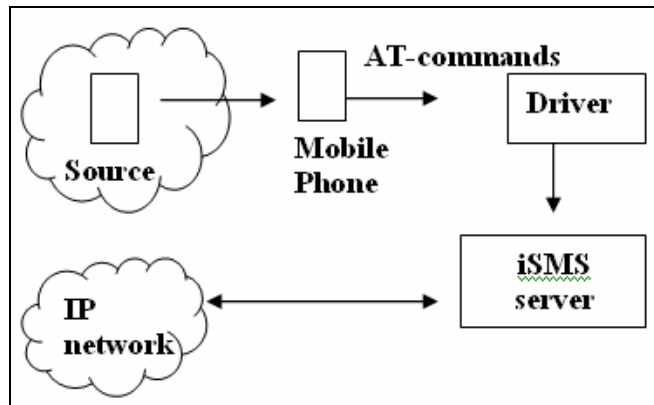 AT-commands
Source
Mobile
Phone
Driver
iSMS
server
IP
network